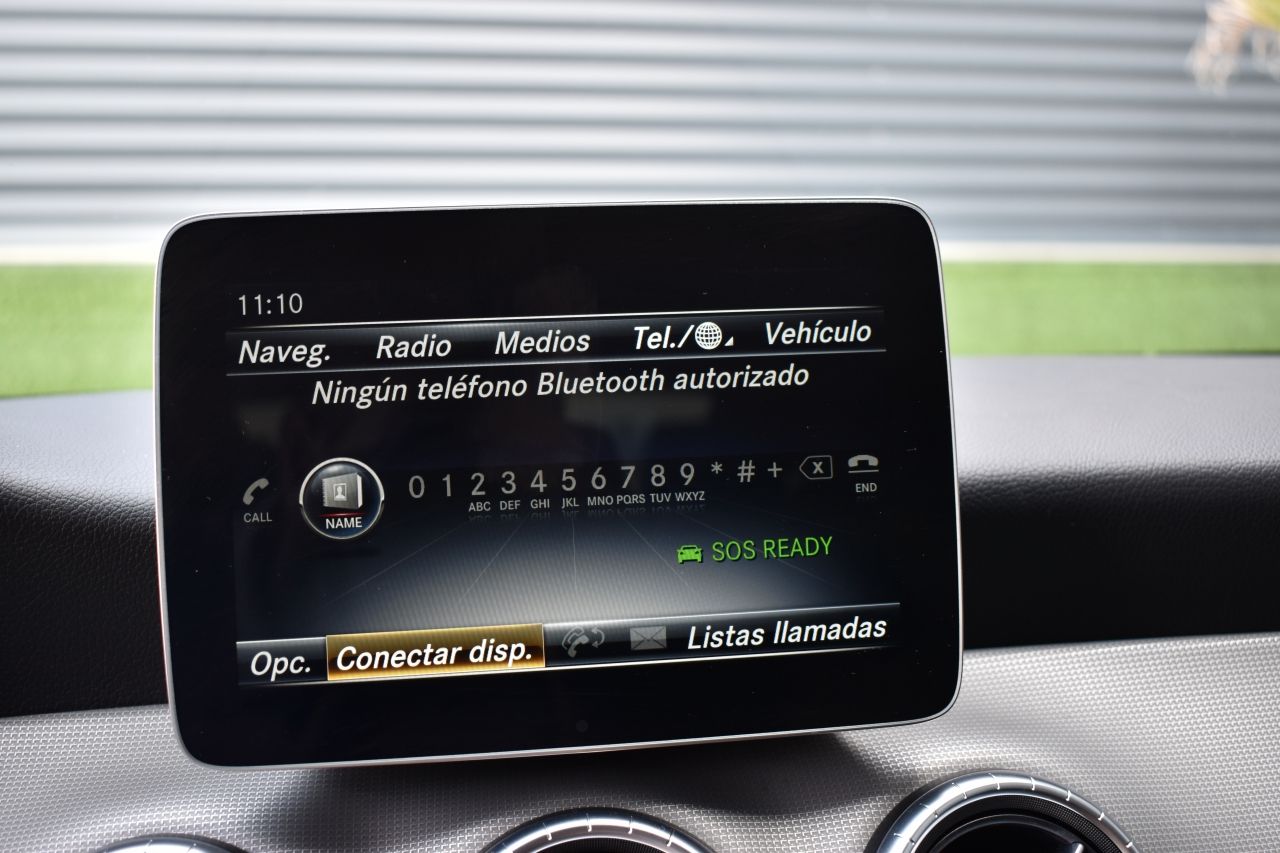 11:10
Naveg. Radio Medios Tel./ Vehículo
Ningún teléfono Bluetooth autorizado
CALL NAME 0 1 2 3 4 5 6 7 8 9 * # + X END
ABC DEF GHI JKL MNO PQRS TUV WXYZ
SOS READY
Opc. Conectar disp. Listas llamadas